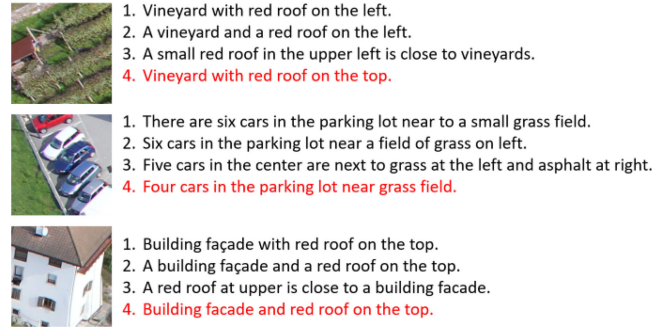 1. Vineyard with red roof on the left.
2. A vineyard and a red roof on the left.
3. A small red roof in the upper left is close to vineyards.
4. Vineyard with red roof on the top.
1. There are six cars in the parking lot near to a small grass field.
2. Six cars in the parking lot near a field of grass on left.
3. Five cars in the center are next to grass at the left and asphalt at right.
4. Four cars in the parking lot near grass field.
1. Building façade with red roof on the top.
2. A building façade and a red roof on the top.
3. A red roof at upper is close to a building facade.
4. Building facade and red roof on the top.